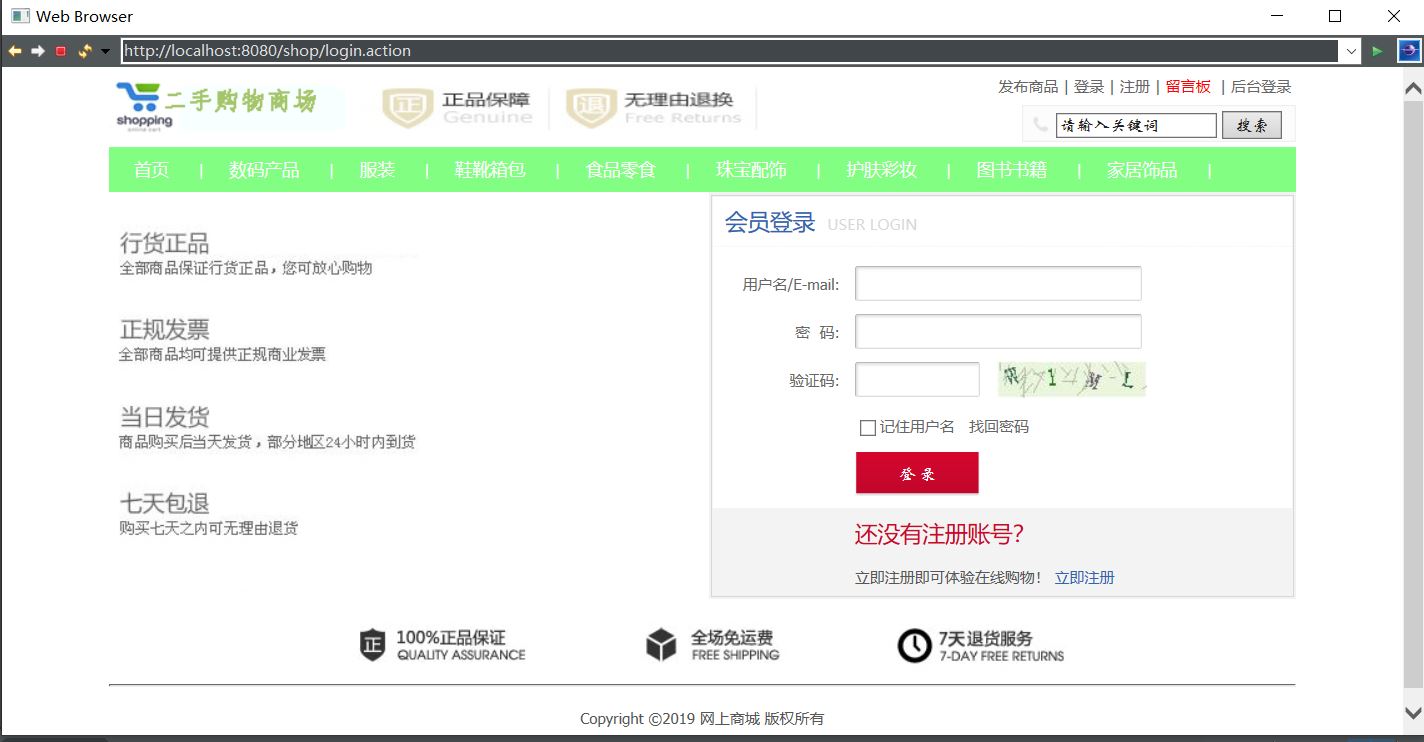 Web Browser
http://localhost:8080/shop/login.action
发布商品 | 登录 | 注册 | 留言板 | 后台登录
shopping
online cart
二手购物商场
正 正品保障
Genuine
退 无理由退换
Free Returns
请输入关键词 搜索
首页 | 数码产品 | 服装 | 鞋靴箱包 | 食品零食 | 珠宝配饰 | 护肤彩妆 | 图书书籍 | 家居饰品 |
行货正品
全部商品保证行货正品，您可放心购物
正规发票
全部商品均可提供正规商业发票
当日发货
商品购买后当天发货，部分地区24小时内到货
七天包退
购买七天之内可无理由退货
会员登录 USER LOGIN
用户名/E-mail:
密 码:
验证码:
记住用户名 找回密码
登 录
还没有注册账号？
立即注册即可体验在线购物！ 立即注册
正 100%正品保证
QUALITY ASSURANCE
全场免运费
FREE SHIPPING
7天退货服务
7-DAY FREE RETURNS
Copyright ©2019 网上商城 版权所有